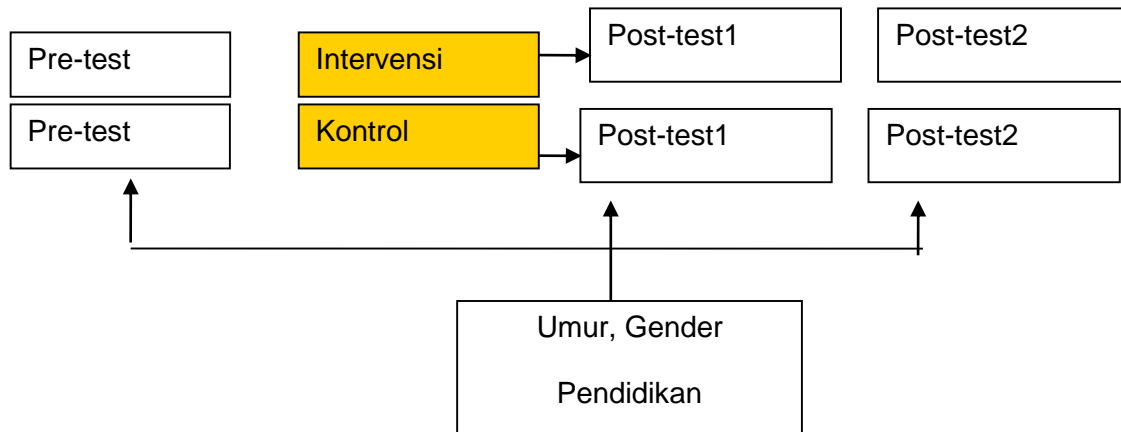 Pre-test
Intervensi
Post-test1
Post-test2
Pre-test
Kontrol
Post-test1
Post-test2
Umur, Gender
Pendidikan